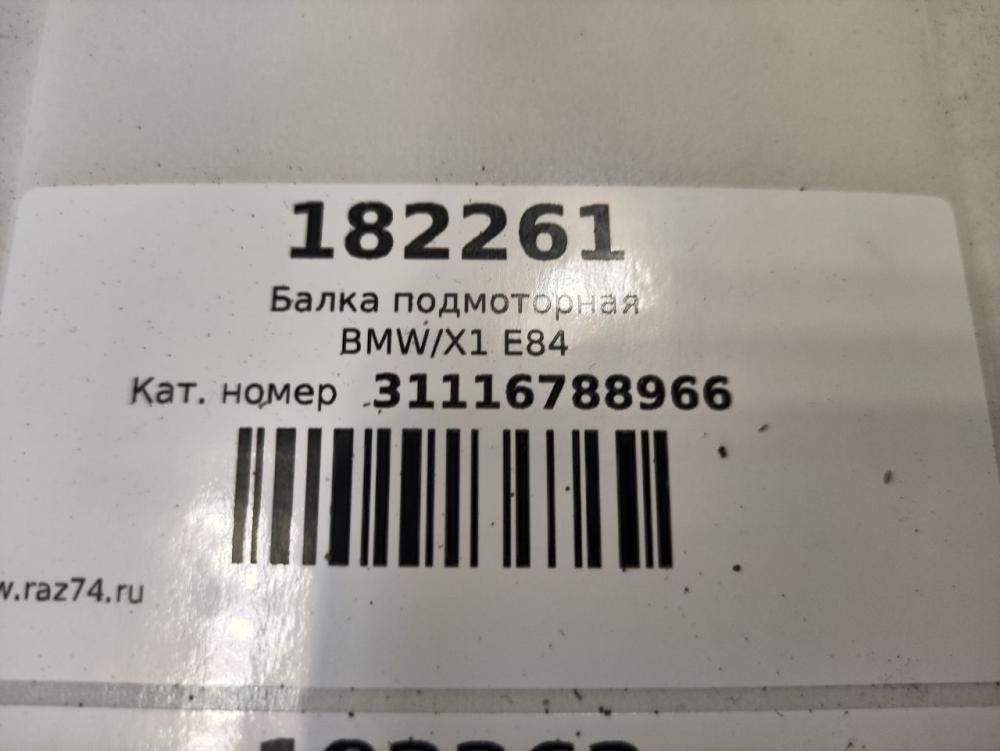 182261
Балка подмоторная
BMW/X1 E84
Кат. номер 31116788966
w.raz74.ru